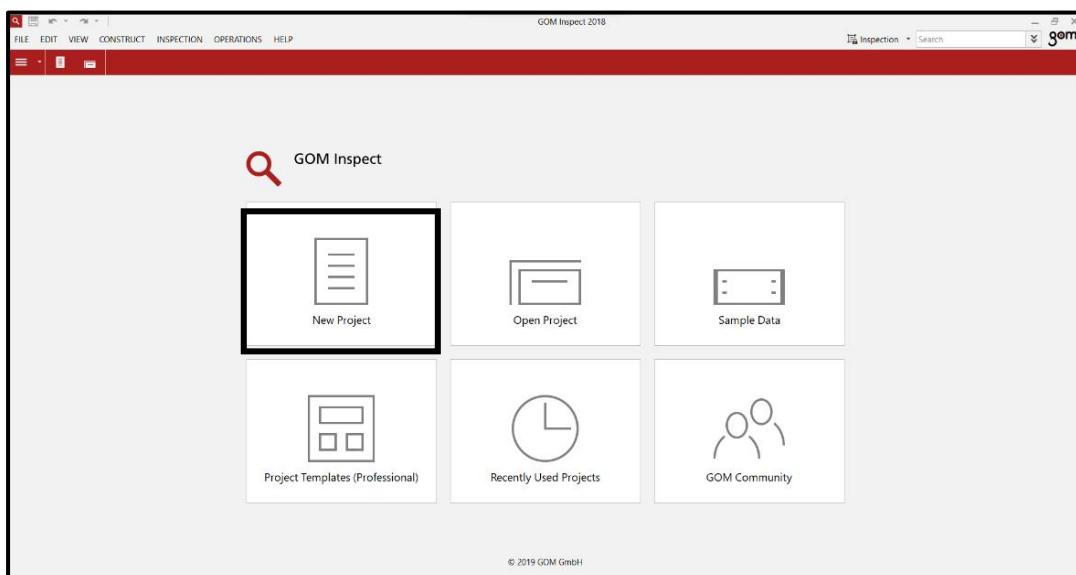 GOM Inspect 2018
FILE EDIT VIEW CONSTRUCT INSPECTION OPERATIONS HELP
Inspection Search
gom
GOM Inspect
New Project Open Project Sample Data
Project Templates (Professional) Recently Used Projects GOM Community
© 2019 GOM GmbH